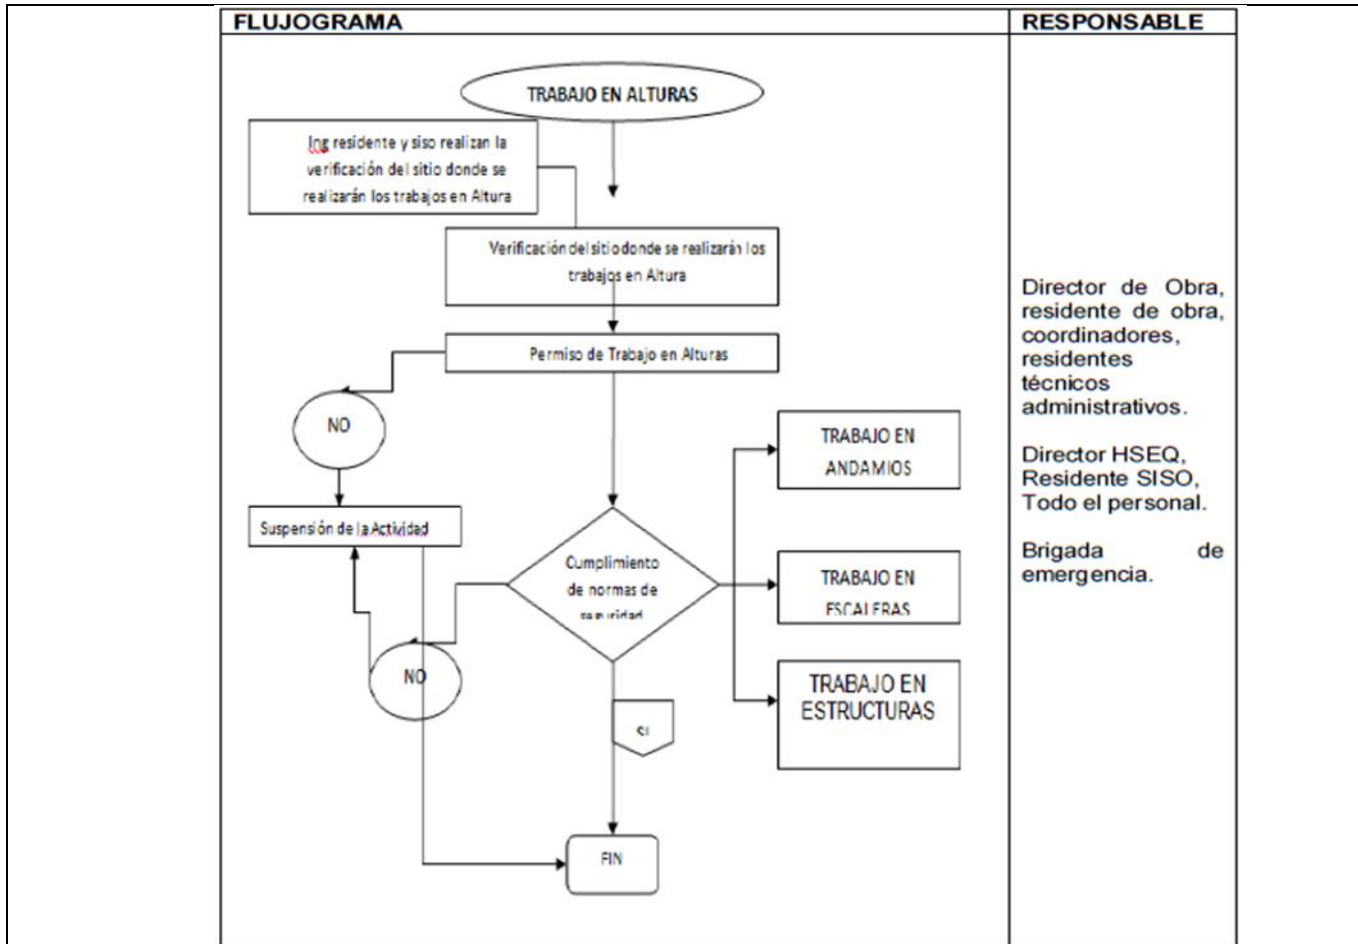 FLUJOGRAMA
RESPONSABLE
TRABAJO EN ALTURAS
Ing residente y siso realizan la
verificación del sitio donde se
realizarán los trabajos en Altura
Verificación del sitio donde se realizarán los
trabajos en Altura
Permiso de Trabajo en Alturas
NO
Suspensión de la Actividad
Cumplimiento
de normas de
seguridad
NO
SI
FIN
TRABAJO EN
ANDAMIOS
TRABAJO EN
ESCALERAS
TRABAJO EN
ESTRUCTURAS
Director de Obra,
residente de obra,
coordinadores,
residentes
técnicos
administrativos.
Director HSEQ,
Residente SISO,
Todo el personal.
Brigada de
emergencia.